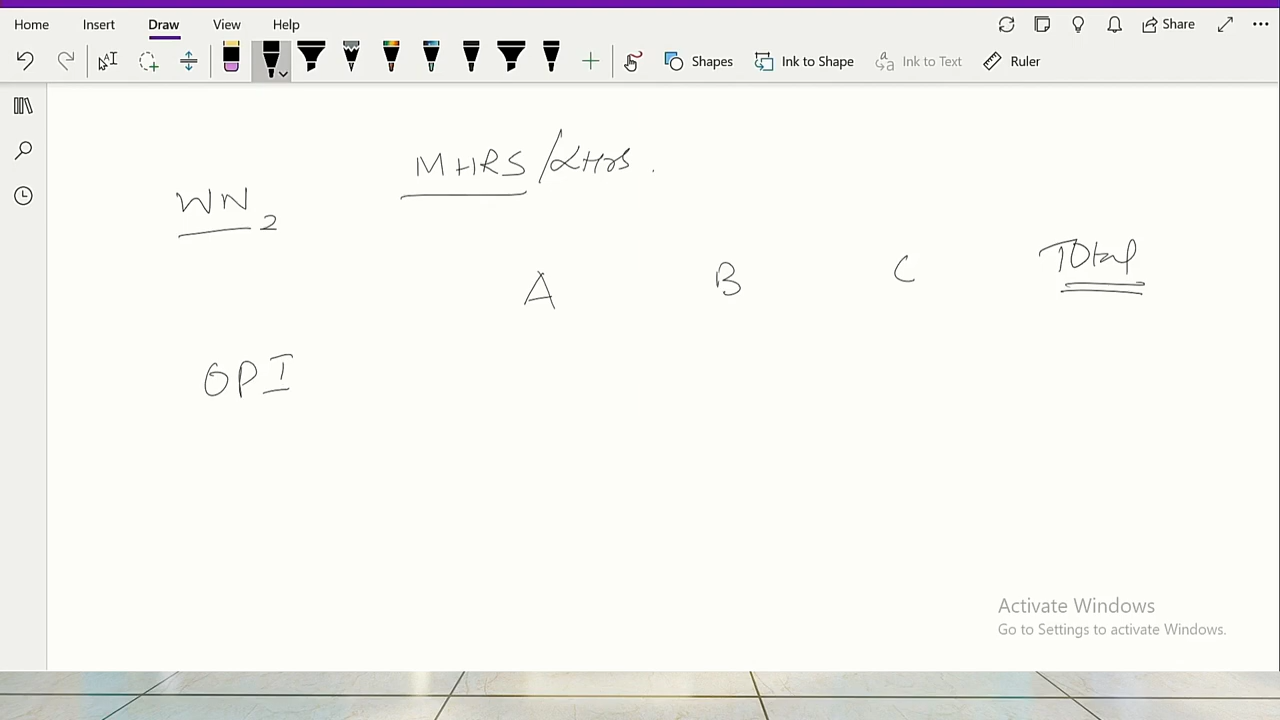 Home Insert Draw View Help Share
Shapes Ink to Shape Ink to Text Ruler
MHRS/LHrs.
WN 2
A B C Total
OPI
Activate Windows
Go to Settings to activate Windows.